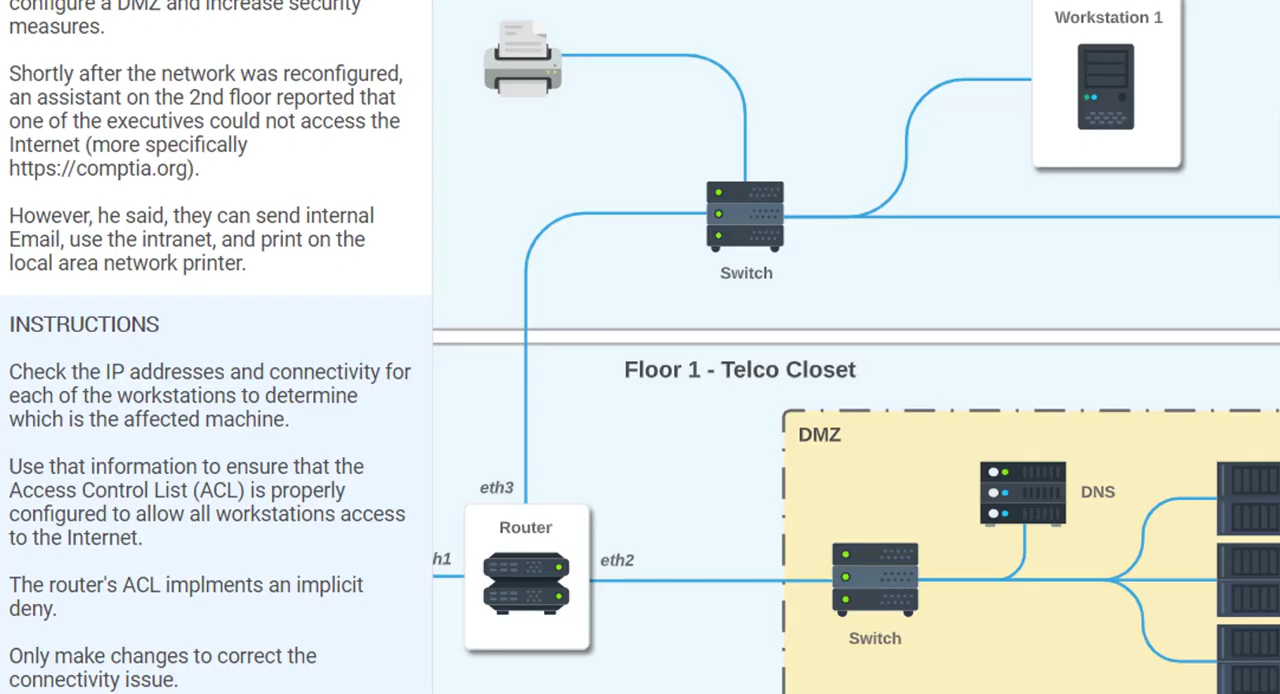 configure a DMZ and increase security
measures.
Shortly after the network was reconfigured,
an assistant on the 2nd floor reported that
one of the executives could not access the
Internet (more specifically
https://comptia.org).
However, he said, they can send internal
Email, use the intranet, and print on the
local area network printer.
INSTRUCTIONS
Check the IP addresses and connectivity for
each of the workstations to determine
which is the affected machine.
Use that information to ensure that the
Access Control List (ACL) is properly
configured to allow all workstations access
to the Internet.
The router's ACL implments an implicit
deny.
Only make changes to correct the
connectivity issue.
Workstation 1
Switch
Floor 1 - Telco Closet
DMZ
DNS
eth3
Router
h1
eth2
Switch